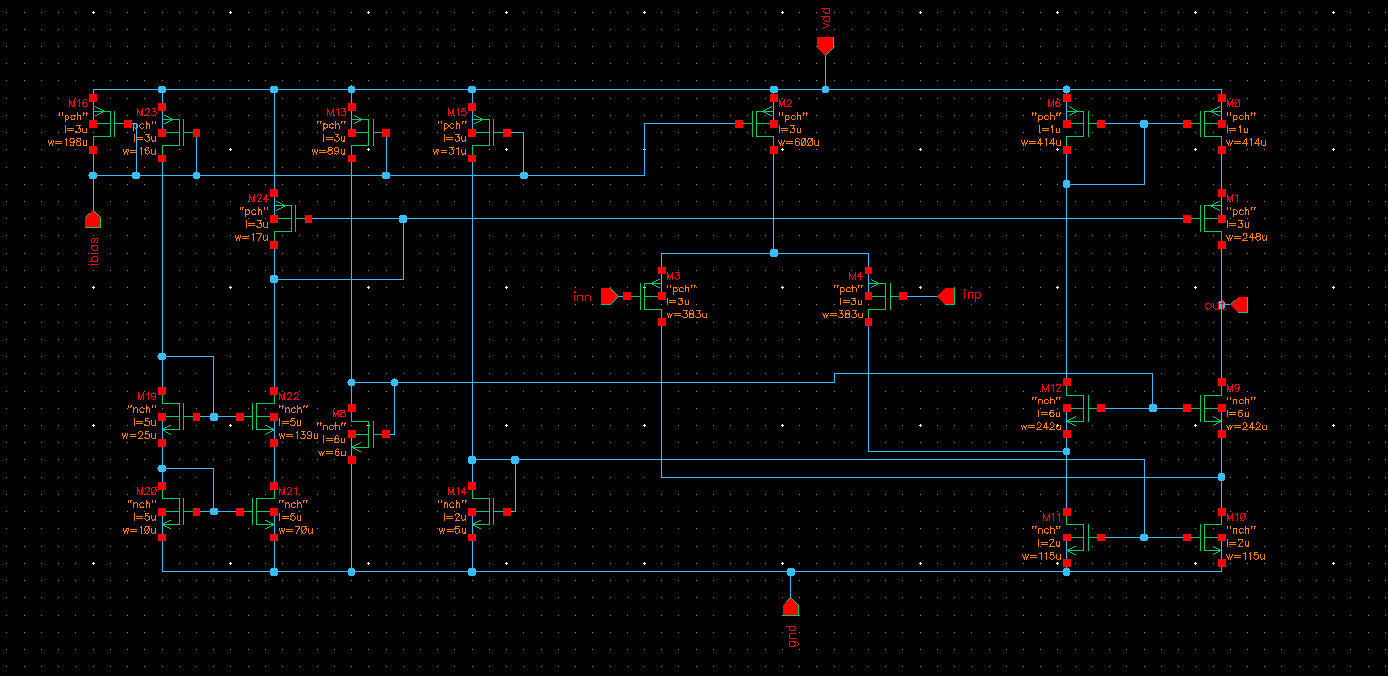 vdd
M16
"pch"
l=3u
w=198u
M23
"pch"
l=3u
w=16u
M13
"pch"
l=3u
w=89u
M15
"pch"
l=3u
w=31u
M2
"pch"
l=3u
w=600u
M6
"pch"
l=1u
w=414u
M0
"pch"
l=1u
w=414u
ibias
M24
"pch"
l=3u
w=17u
M1
"pch"
l=3u
w=248u
inn
M3
"pch"
l=3u
w=383u
M4
"pch"
l=3u
w=383u
inp
out
M19
"nch"
l=5u
w=25u
M22
"nch"
l=5u
w=139u
M8
"nch"
l=6u
w=6u
M12
"nch"
l=6u
w=242u
M9
"nch"
l=6u
w=242u
M20
"nch"
l=5u
w=10u
M21
"nch"
l=5u
w=70u
M14
"nch"
l=2u
w=5u
M11
"nch"
l=2u
w=115u
M10
"nch"
l=2u
w=115u
gnd